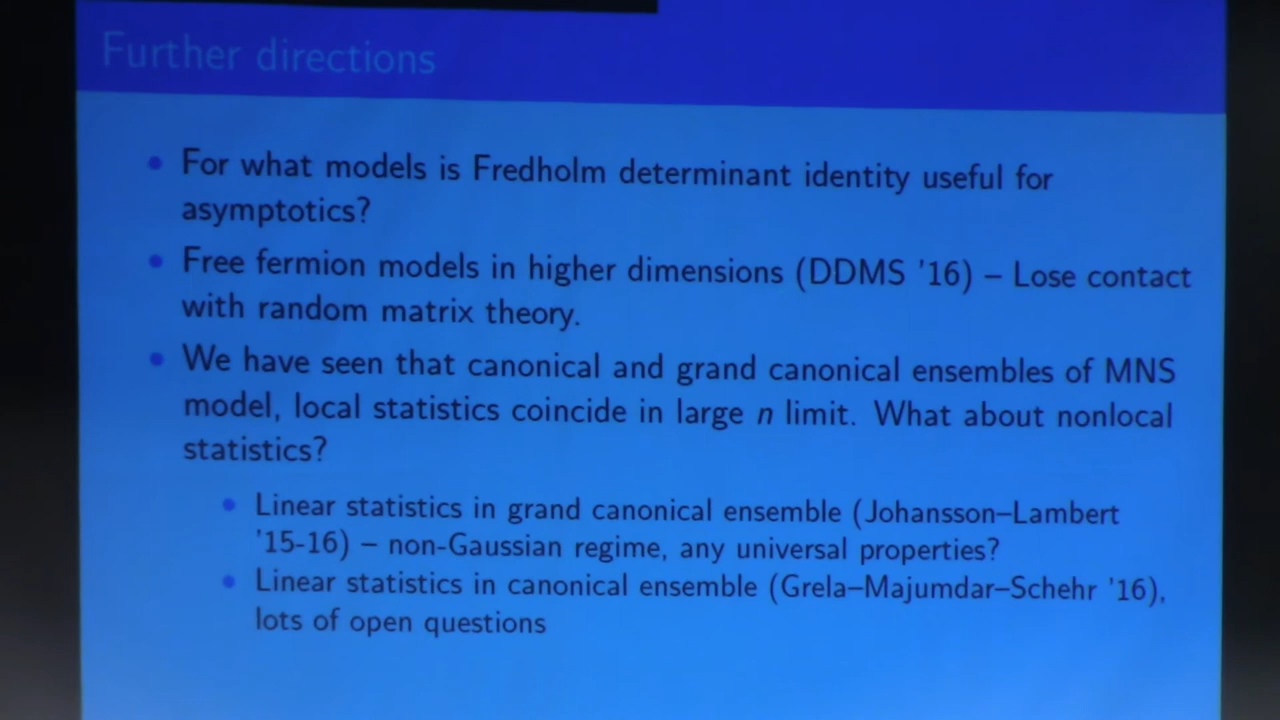 Further directions
• For what models is Fredholm determinant identity useful for
asymptotics?
• Free fermion models in higher dimensions (DDMS '16) – Lose contact
with random matrix theory.
• We have seen that canonical and grand canonical ensembles of MNS
model, local statistics coincide in large n limit. What about nonlocal
statistics?
• Linear statistics in grand canonical ensemble (Johansson–Lambert
'15-16) – non-Gaussian regime, any universal properties?
• Linear statistics in canonical ensemble (Grela–Majumdar–Schehr '16),
lots of open questions